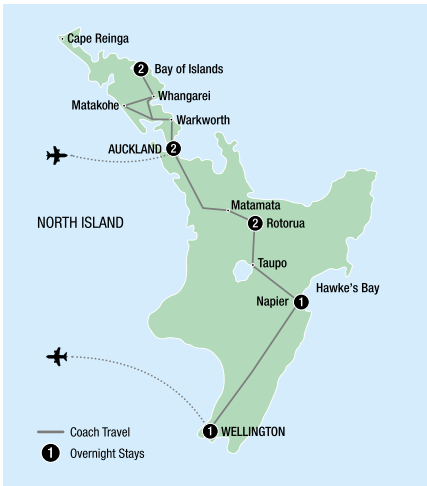 Cape Reinga
2 Bay of Islands
Whangarei
Matakohe
Warkworth
AUCKLAND 2
Matamata
NORTH ISLAND
2 Rotorua
Taupo
Hawke's Bay
Napier 1
1 WELLINGTON
Coach Travel
1 Overnight Stays